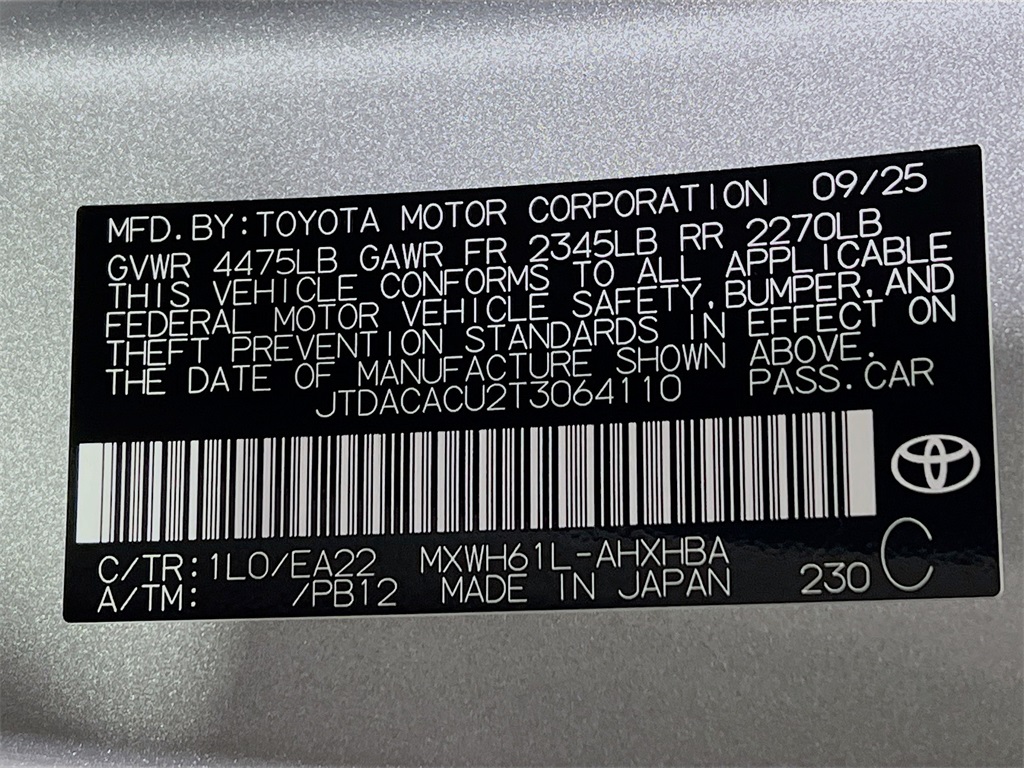 MFD.BY:TOYOTA MOTOR CORPORATION 09/25
GVWR 4475LB GAWR FR 2345LB RR 2270LB
THIS VEHICLE CONFORMS TO ALL APPLICABLE
FEDERAL MOTOR VEHICLE SAFETY,BUMPER,AND
THEFT PREVENTION STANDARDS IN EFFECT ON
THE DATE OF MANUFACTURE SHOWN ABOVE.
JTDACACU2T3064110 PASS.CAR
C/TR:1L0/EA22 MXWH61L-AHXHBA
A/TM: /PB12 MADE IN JAPAN 230 C